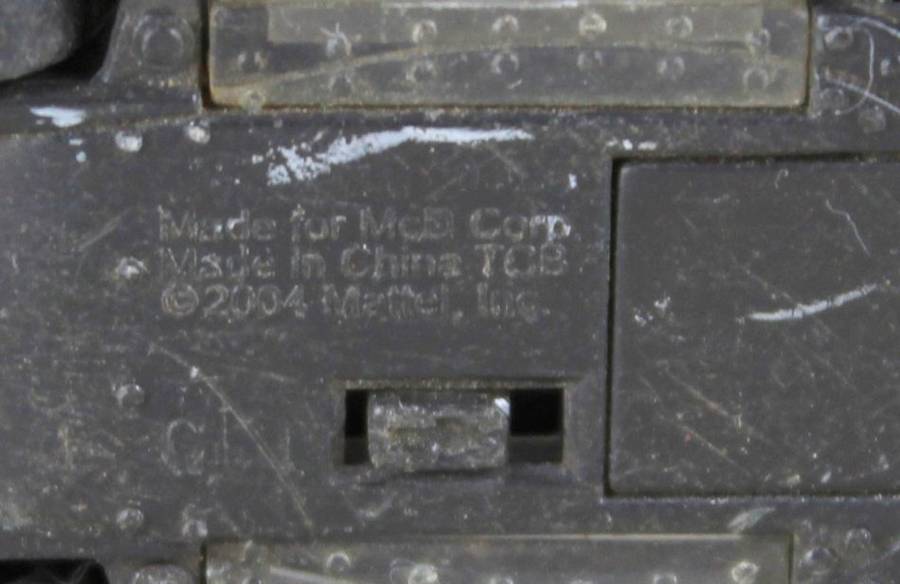 Made for McD Corp.
Made in China TCB
©2004 Mattel, Inc.